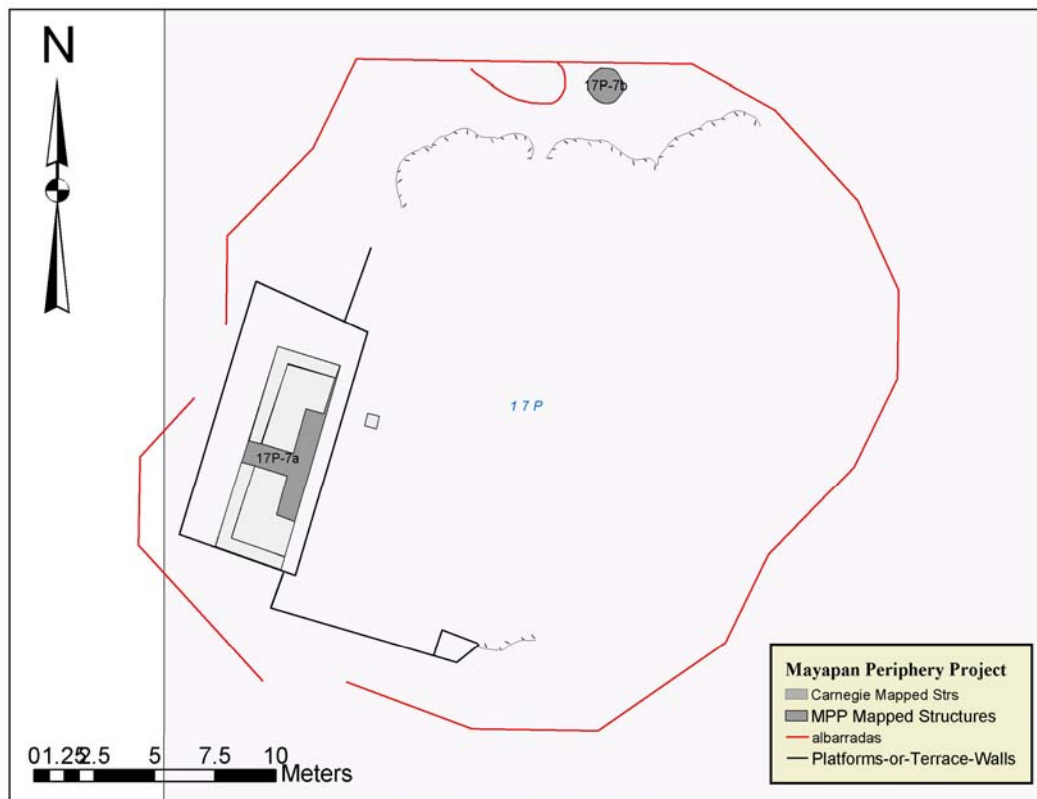 N
17P-7b
17P
17P-7a
Mayapan Periphery Project
Carnegie Mapped Strs
MPP Mapped Structures
albarradas
Platforms-or-Terrace-Walls
01.252.5 5 7.5 10
Meters